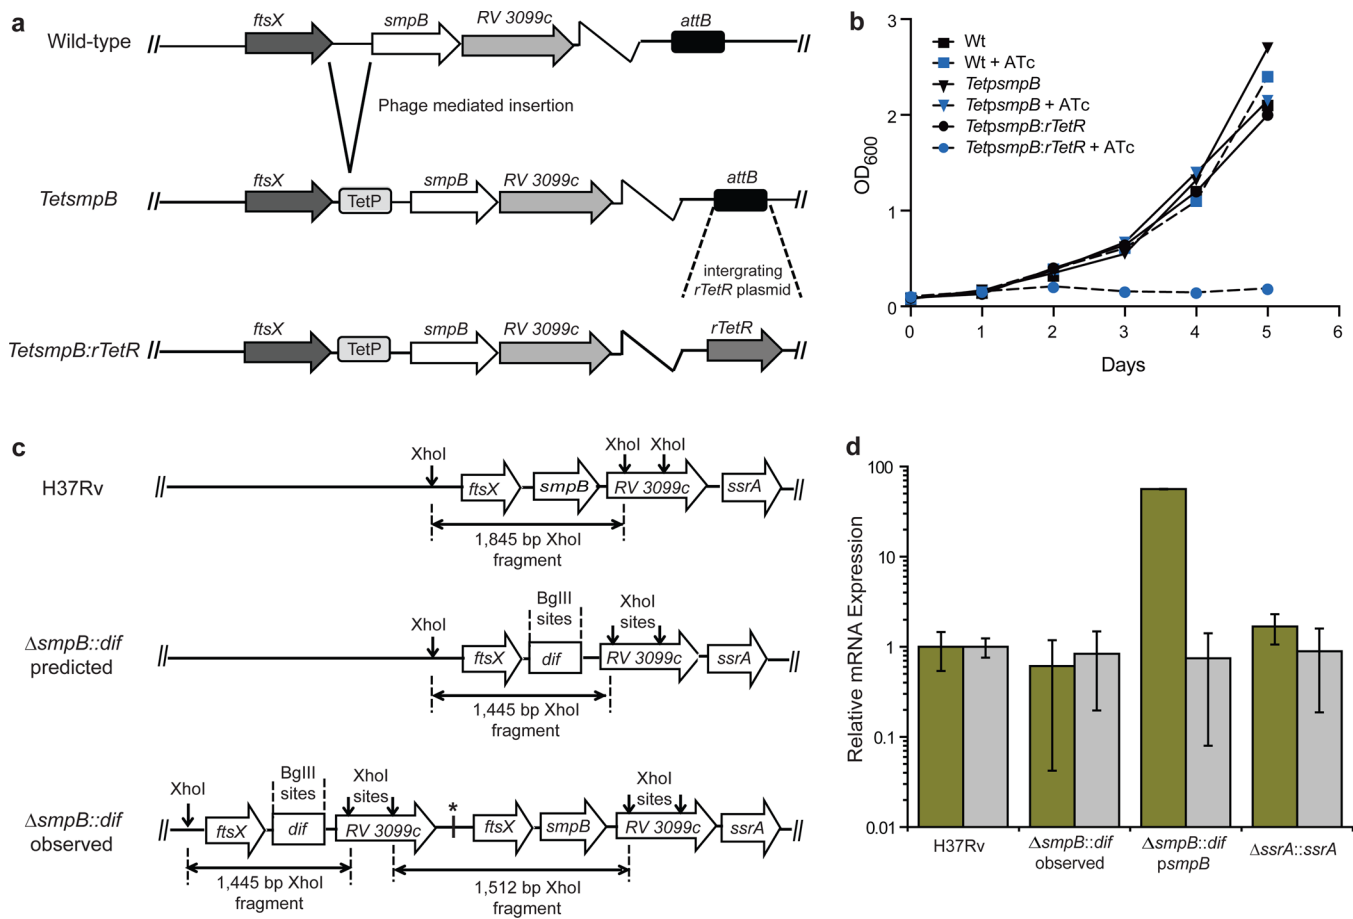 a
Wild-type
ftsX
smpB
RV 3099c
attB
Phage mediated insertion
TetsmpB
ftsX
TetP
smpB
RV 3099c
attB
intergrating
rTetR plasmid
TetsmpB:rTetR
ftsX
TetP
smpB
RV 3099c
rTetR
b
Wt
Wt + ATc
TetpsmpB
TetpsmpB + ATc
TetpsmpB:rTetR
TetpsmpB:rTetR + ATc
OD600
3
2
1
0
0 1 2 3 4 5 6
Days
c
H37Rv
XhoI
XhoI
XhoI
ftsX
smpB
RV 3099c
ssrA
1,845 bp XhoI
fragment
ΔsmpB::dif
predicted
XhoI
BglII
sites
XhoI
sites
ftsX
dif
RV 3099c
ssrA
1,445 bp XhoI
fragment
ΔsmpB::dif
observed
XhoI
BglII
sites
XhoI
sites
*
XhoI
sites
ftsX
dif
RV 3099c
ftsX
smpB
RV 3099c
ssrA
1,445 bp XhoI
fragment
1,512 bp XhoI
fragment
d
Relative mRNA Expression
100
10
1
0.1
0.01
H37Rv
ΔsmpB::dif
observed
ΔsmpB::dif
psmpB
ΔssrA::ssrA